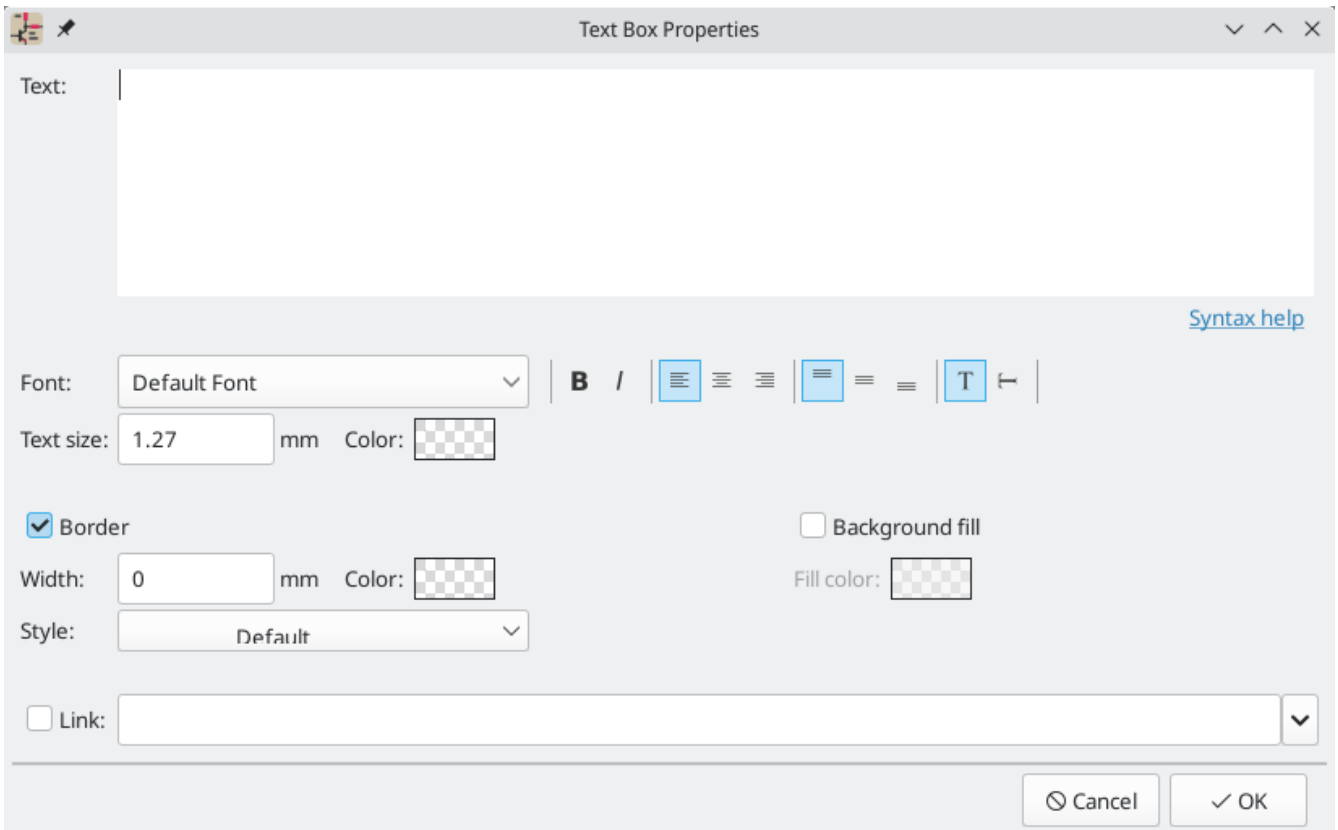 Text Box Properties
Text:
Syntax help
Font: Default Font B I T T
Text size: 1.27 mm Color:
Border Background fill
Width: 0 mm Color: Fill color:
Style: Default
Link:
Cancel OK